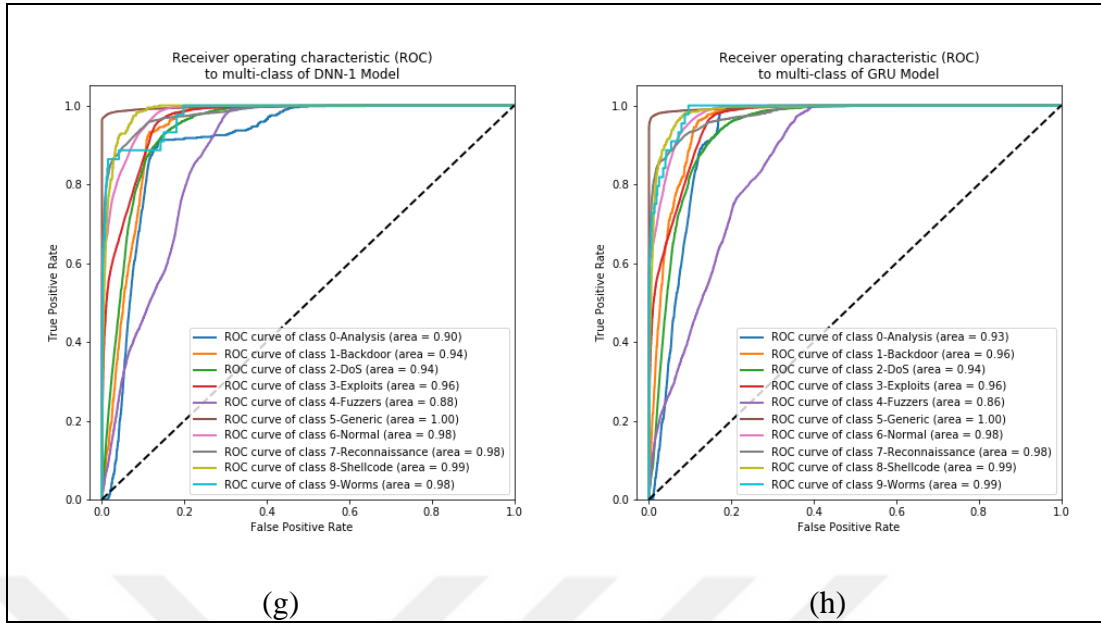 Receiver operating characteristic (ROC)
to multi-class of DNN-1 Model
1.0
0.8
0.6
0.4
0.2
0.0
True Positive Rate
ROC curve of class 0-Analysis (area = 0.90)
ROC curve of class 1-Backdoor (area = 0.94)
ROC curve of class 2-DoS (area = 0.94)
ROC curve of class 3-Exploits (area = 0.96)
ROC curve of class 4-Fuzzers (area = 0.88)
ROC curve of class 5-Generic (area = 1.00)
ROC curve of class 6-Normal (area = 0.98)
ROC curve of class 7-Reconnaissance (area = 0.98)
ROC curve of class 8-Shellcode (area = 0.99)
ROC curve of class 9-Worms (area = 0.98)
0.0 0.2 0.4 0.6 0.8 1.0
False Positive Rate
(g)
Receiver operating characteristic (ROC)
to multi-class of GRU Model
1.0
0.8
0.6
0.4
0.2
0.0
True Positive Rate
ROC curve of class 0-Analysis (area = 0.93)
ROC curve of class 1-Backdoor (area = 0.96)
ROC curve of class 2-DoS (area = 0.94)
ROC curve of class 3-Exploits (area = 0.96)
ROC curve of class 4-Fuzzers (area = 0.86)
ROC curve of class 5-Generic (area = 1.00)
ROC curve of class 6-Normal (area = 0.98)
ROC curve of class 7-Reconnaissance (area = 0.98)
ROC curve of class 8-Shellcode (area = 0.99)
ROC curve of class 9-Worms (area = 0.99)
0.0 0.2 0.4 0.6 0.8 1.0
False Positive Rate
(h)